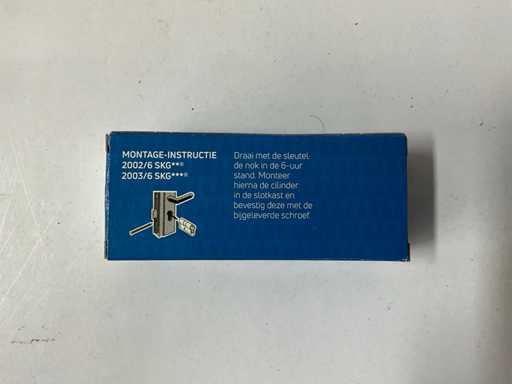 MONTAGE-INSTRUCTIE
2002/6 SKG**®
2003/6 SKG***®
Draai met de sleutel
de nok in de 6-uur
stand. Monteer
hierna de cilinder
in de slotkast en
bevestig deze met de
bijgeleverde schroef.